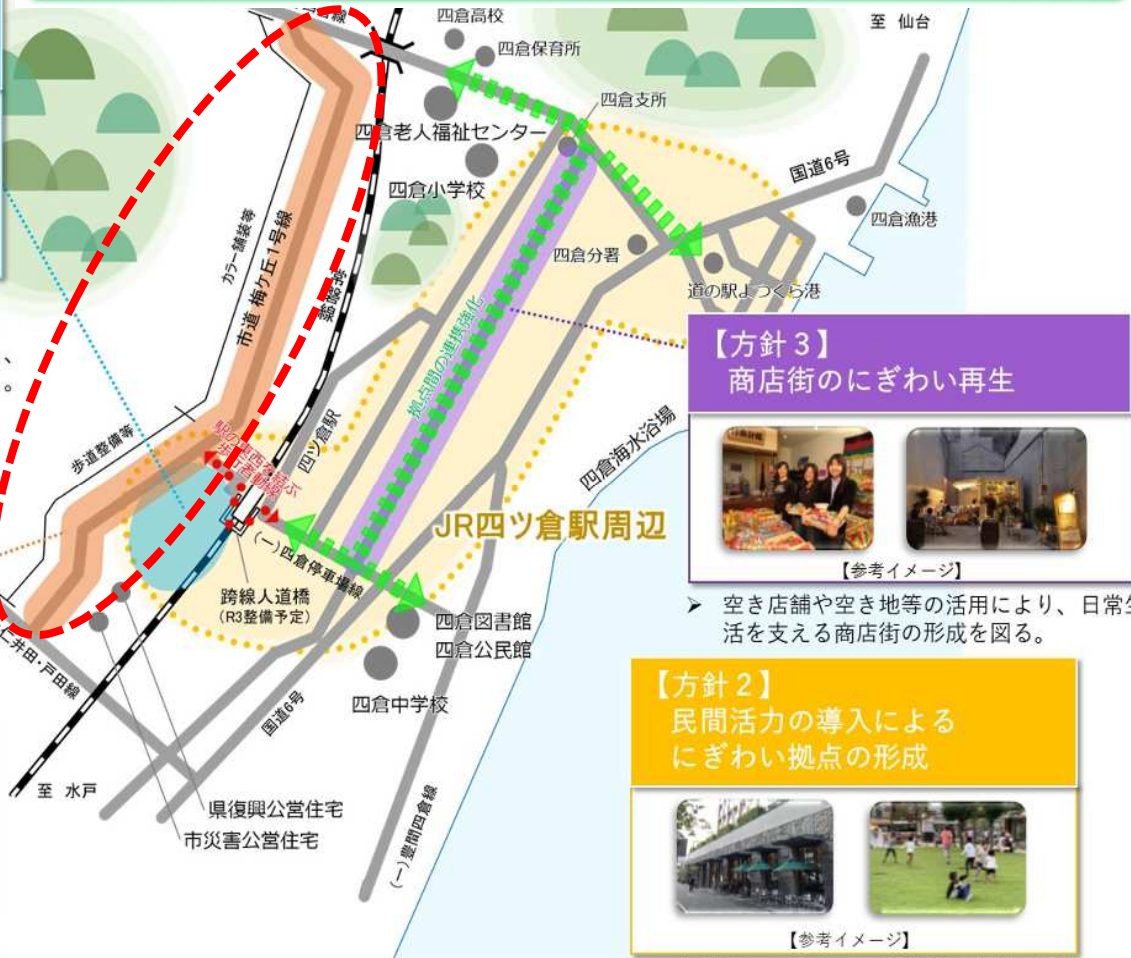 四倉高校
至 仙台
四倉保育所
四倉支所
四倉老人福祉センター
四倉小学校
国道6号
四倉漁港
四倉分署
道の駅よつくら港
カラー舗装等
市道 梅ケ丘1号線
常磐線
拠点間の連携強化
、
。
歩道整備等
駅の東西を結ぶ
歩行者動線
四ツ倉駅
四倉海水浴場
JR四ツ倉駅周辺
(一)四倉停車場線
跨線人道橋
(R3整備予定)
四倉図書館
四倉公民館
四倉中学校
仁井田・戸田線
国道6号
至 水戸
県復興公営住宅
市災害公営住宅
(一)豊間四倉線
【方針3】
商店街のにぎわい再生
【参考イメージ】
➢ 空き店舗や空き地等の活用により、日常生
活を支える商店街の形成を図る。
【方針2】
民間活力の導入による
にぎわい拠点の形成
【参考イメージ】